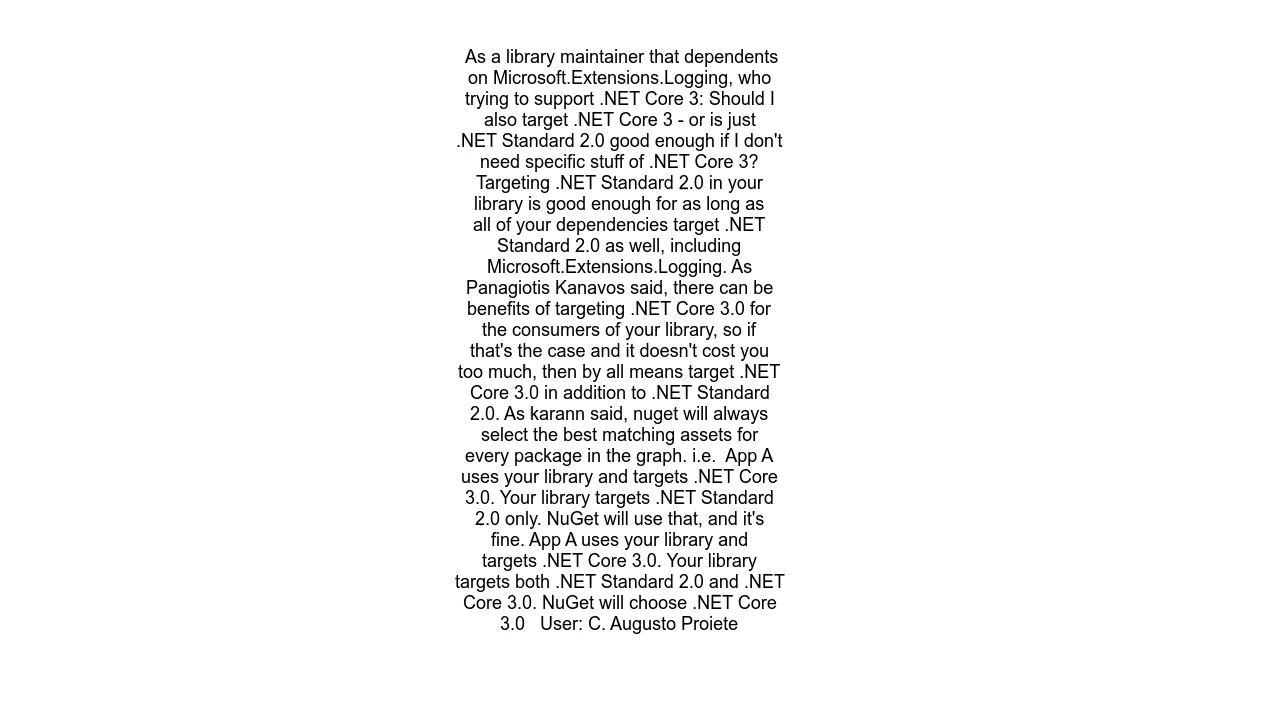 As a library maintainer that dependents
on Microsoft.Extensions.Logging, who
trying to support .NET Core 3: Should I
also target .NET Core 3 - or is just
.NET Standard 2.0 good enough if I don't
need specific stuff of .NET Core 3?
Targeting .NET Standard 2.0 in your
library is good enough for as long as
all of your dependencies target .NET
Standard 2.0 as well, including
Microsoft.Extensions.Logging. As
Panagiotis Kanavos said, there can be
benefits of targeting .NET Core 3.0 for
the consumers of your library, so if
that's the case and it doesn't cost you
too much, then by all means target .NET
Core 3.0 in addition to .NET Standard
2.0. As karann said, nuget will always
select the best matching assets for
every package in the graph. i.e.  App A
uses your library and targets .NET Core
3.0. Your library targets .NET Standard
2.0 only. NuGet will use that, and it's
fine. App A uses your library and
targets .NET Core 3.0. Your library
targets both .NET Standard 2.0 and .NET
Core 3.0. NuGet will choose .NET Core
3.0   User: C. Augusto Proiete